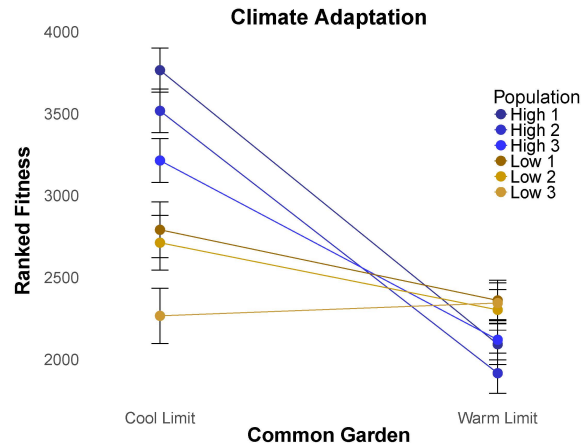 Climate Adaptation
4000
3500
3000
2500
2000
Ranked Fitness
Population
High 1
High 2
High 3
Low 1
Low 2
Low 3
Cool Limit
Warm Limit
Common Garden